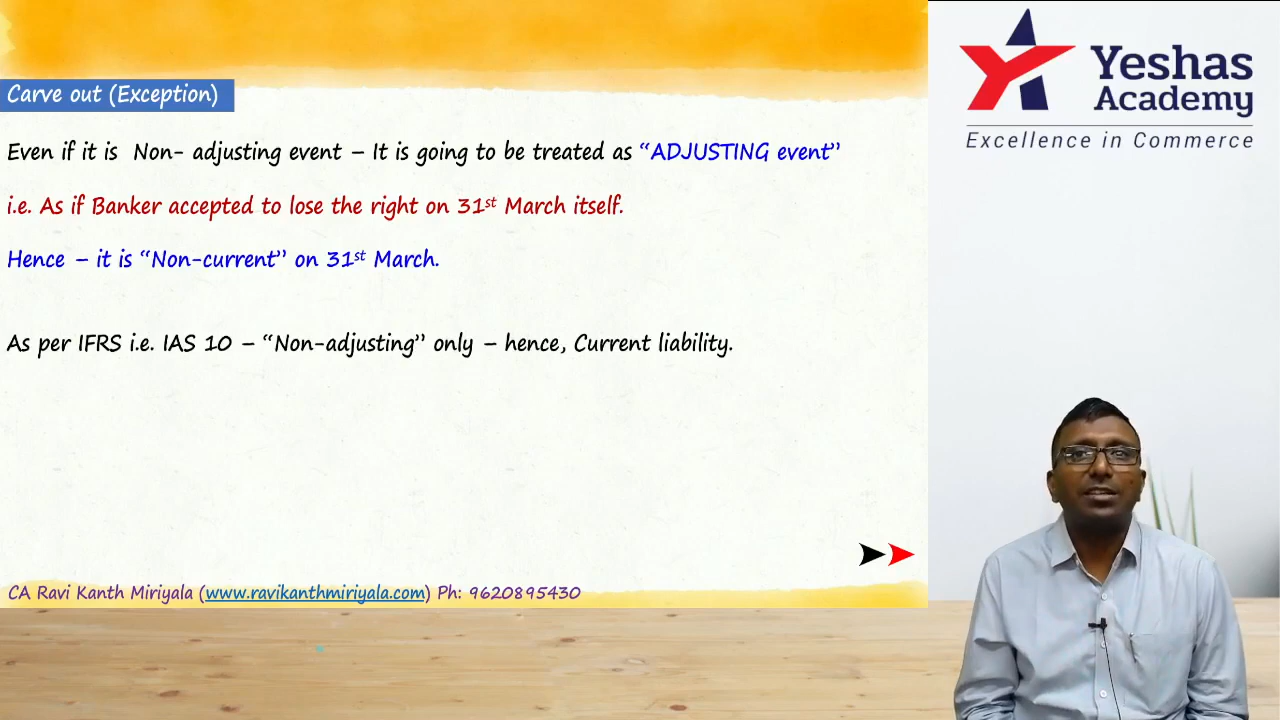 Carve out (Exception)
Even if it is Non- adjusting event – It is going to be treated as “ADJUSTING event”
i.e. As if Banker accepted to lose the right on 31st March itself.
Hence – it is “Non-current” on 31st March.
As per IFRS i.e. IAS 10 – “Non-adjusting” only – hence, Current liability.
CA Ravi Kanth Miriyala (www.ravikanthmiriyala.com) Ph: 9620895430
Yeshas
Academy
Excellence in Commerce